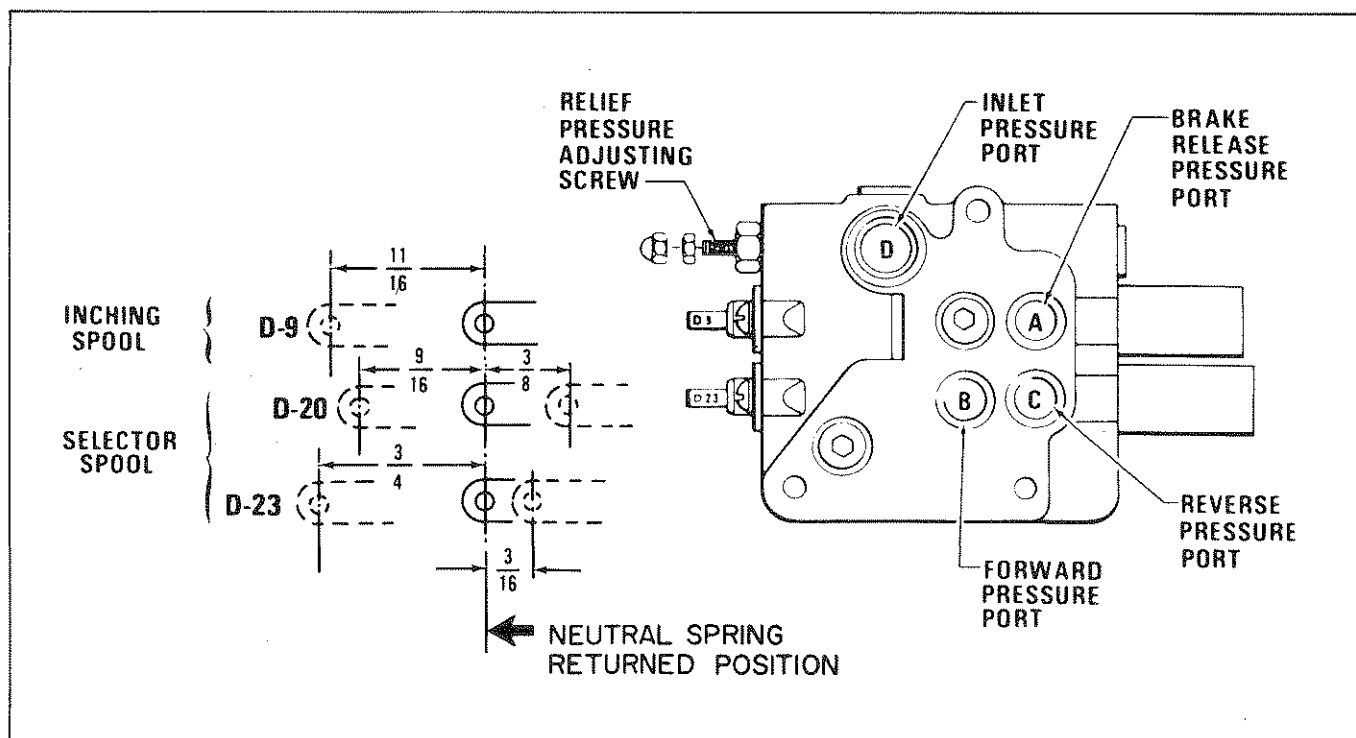 RELIEF
PRESSURE
ADJUSTING
SCREW
INLET
PRESSURE
PORT
BRAKE
RELEASE
PRESSURE
PORT
D
A
B
C
D 9
D 23
INCHING
SPOOL
D-9
11
16
SELECTOR
SPOOL
D-20
9
16
3
8
D-23
3
4
3
16
NEUTRAL SPRING
RETURNED POSITION
FORWARD
PRESSURE
PORT
REVERSE
PRESSURE
PORT